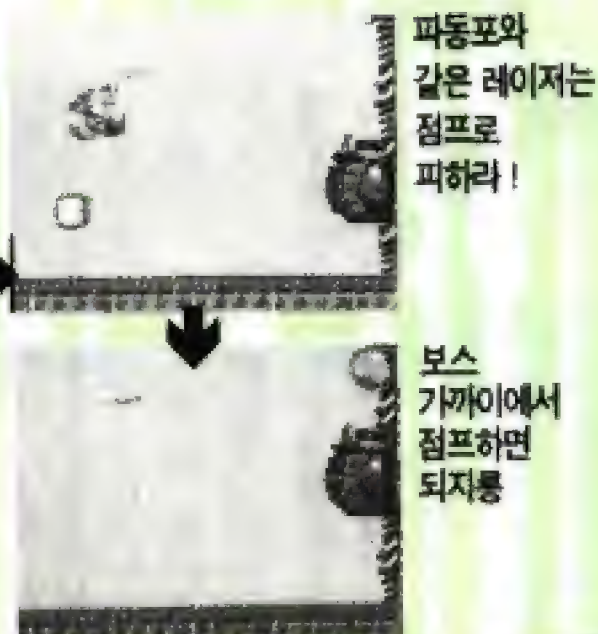 파동포와
같은 레이저는
점프로
피하라!
보스
가까이에서
점프하면
되지롱